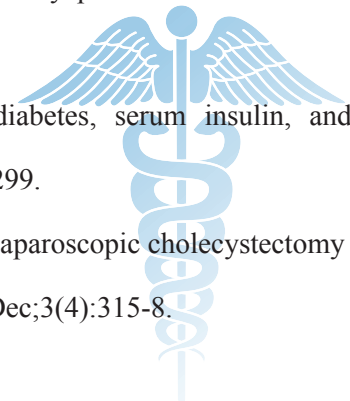 diabetes, serum insulin, and
299.
aparoscopic cholecystectomy
Dec;3(4):315-8.